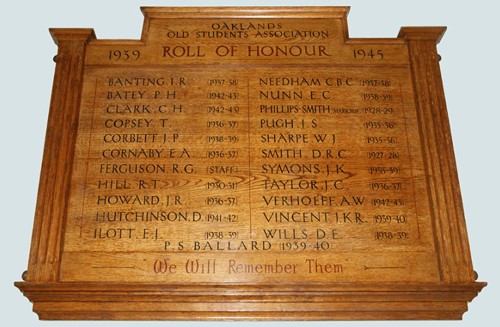 OAKLANDS
OLD STUDENTS ASSOCIATION
1939 ROLL OF HONOUR 1945
BANTING. J.R. (1937-38)
BATEY. P.H. (1942-43)
CLARK. C.H. (1942-43)
COPSEY. T. (1936-37)
CORBETT. J.P. (1938-39)
CORNABY. E.A. (1936-37)
FERGUSON. R.G. (STAFF)
HILL. R.T. (1930-31)
HOWARD. J.R. (1936-37)
HUTCHINSON. D. (1941-42)
ILOTT. E.J. (1938-39)
NEEDHAM. C.B.C. (1937-38)
NUNN. E.C. (1938-39)
PHILLIPS-SMITH. (1928-29)
PUGH. J.S. (1935-36)
SHARPE. W.J. (1935-36)
SMITH. D.R.C. (1927-28)
SYMONS. J.K. (1938-39)
TAYLOR. J.C. (1936-37)
VERHOEFF. A.W. (1942-43)
VINCENT. J.K.R. (1939-40)
WILLS. D.E. (1938-39)
P.S. BALLARD (1939-40)
"We Will Remember Them"